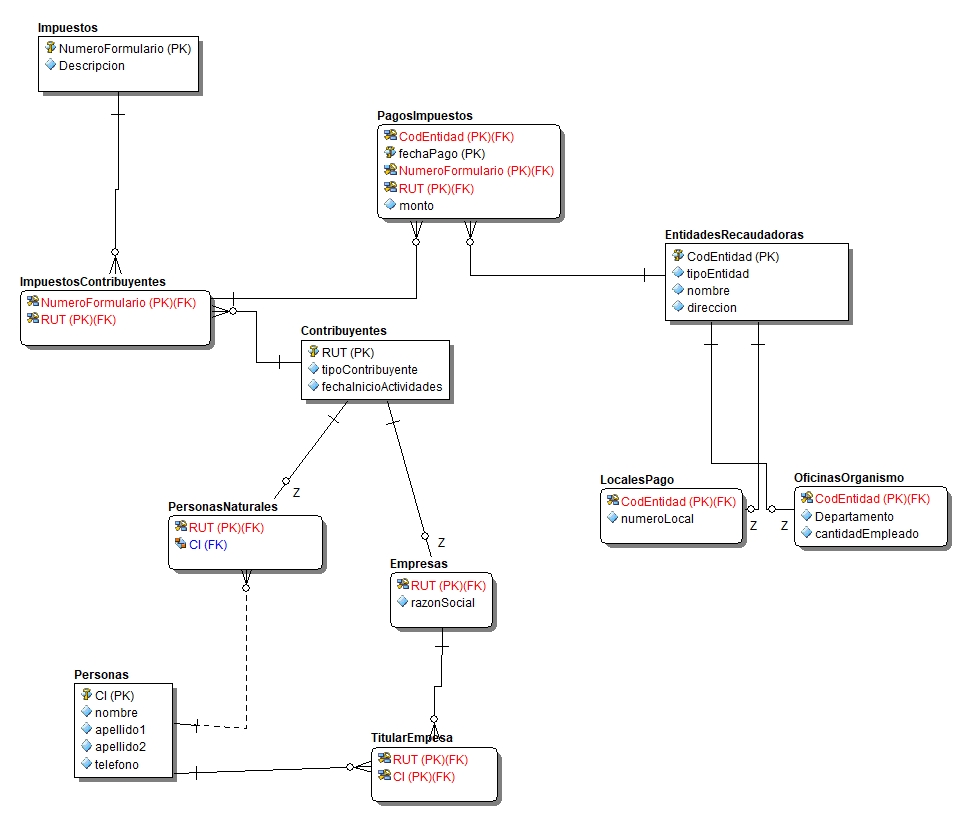 Impuestos
NumeroFormulario (PK)
Descripcion
PagosImpuestos
CodEntidad (PK)(FK)
fechaPago (PK)
NumeroFormulario (PK)(FK)
RUT (PK)(FK)
monto
EntidadesRecaudadoras
CodEntidad (PK)
tipoEntidad
nombre
direccion
ImpuestosContribuyentes
NumeroFormulario (PK)(FK)
RUT (PK)(FK)
Contribuyentes
RUT (PK)
tipoContribuyente
fechaInicioActividades
LocalesPago
CodEntidad (PK)(FK)
numeroLocal
Z
Z
OficinasOrganismo
CodEntidad (PK)(FK)
Departamento
cantidadEmpleado
Z
PersonasNaturales
RUT (PK)(FK)
CI (FK)
Z
Empresas
RUT (PK)(FK)
razonSocial
Personas
CI (PK)
nombre
apellido1
apellido2
telefono
TitularEmpesa
RUT (PK)(FK)
CI (PK)(FK)